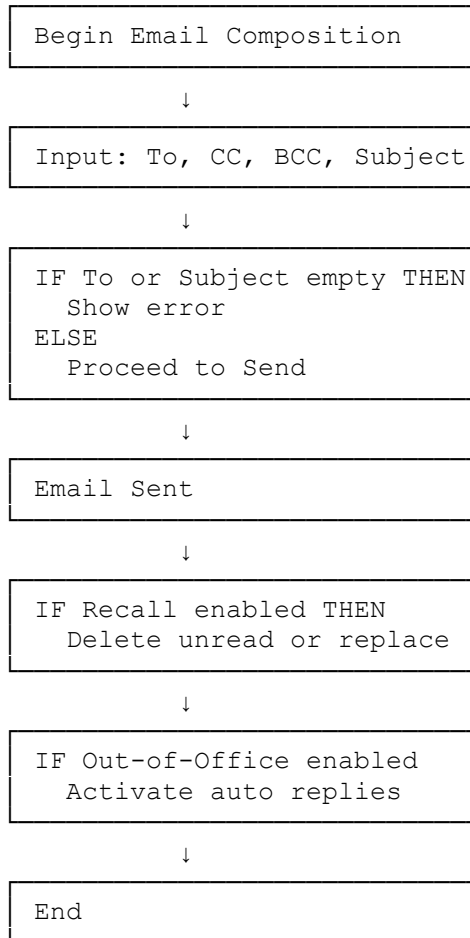 Begin Email Composition
↓
Input: To, CC, BCC, Subject
↓
IF To or Subject empty THEN
  Show error
ELSE
  Proceed to Send
↓
Email Sent
↓
IF Recall enabled THEN
  Delete unread or replace
↓
IF Out-of-Office enabled
  Activate auto replies
↓
End